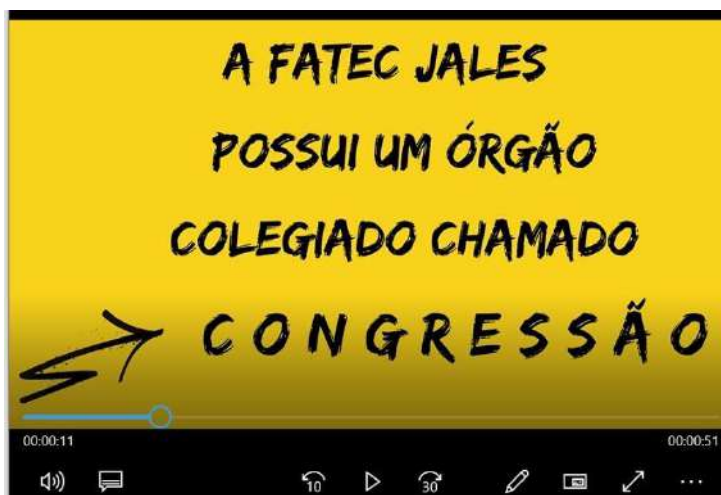 A FATEC JALES
POSSUI UM ÓRGÃO
COLEGIADO CHAMADO
CONGRESSÃO
00:00:11 00:00:51
10 30